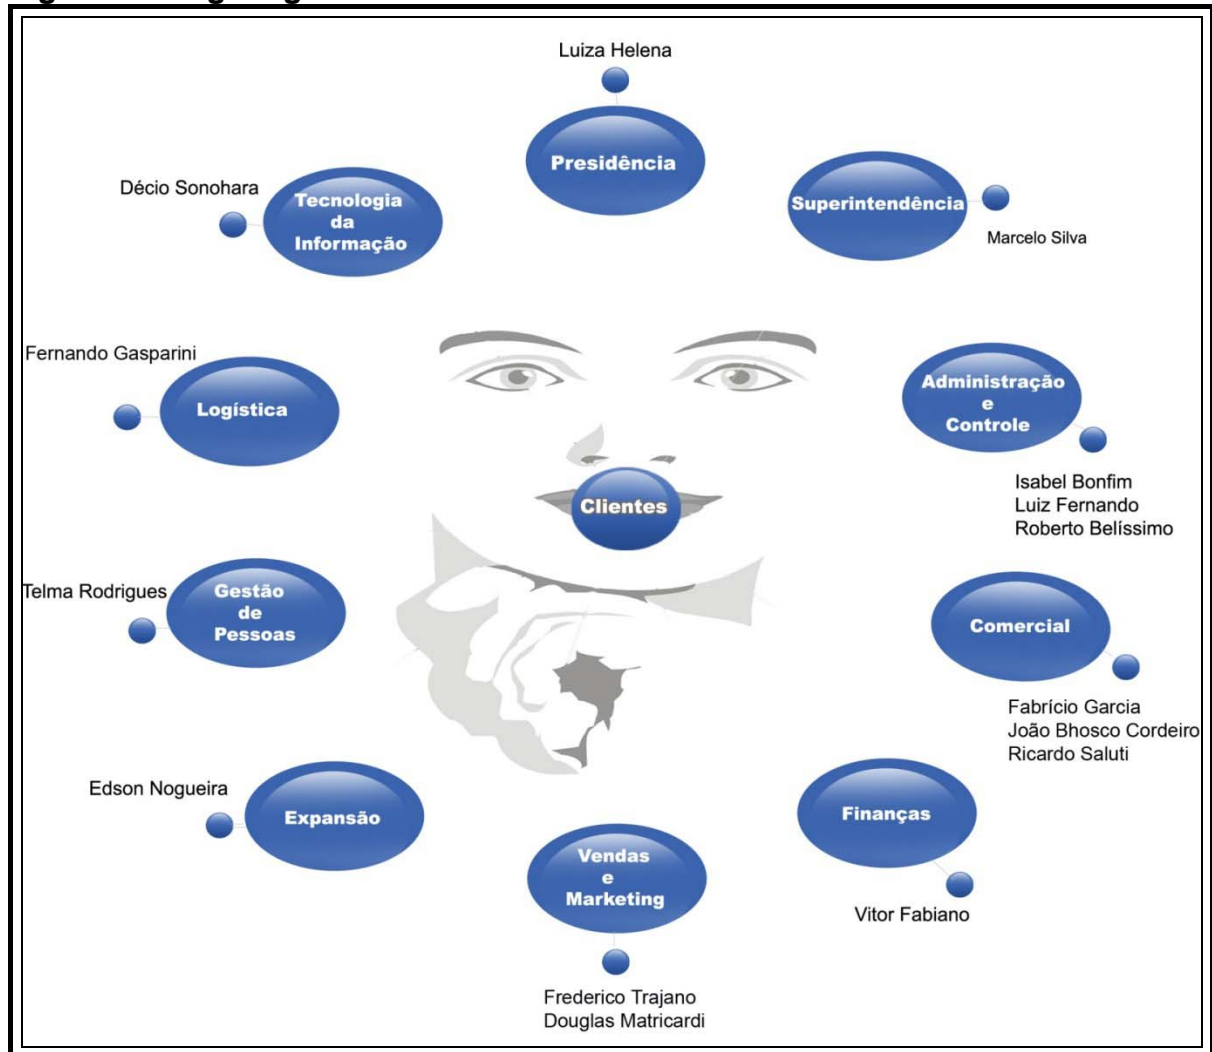 Luiza Helena
Presidência
Décio Sonohara
Tecnologia
da
Informação
Superintendência
Marcelo Silva
Fernando Gasparini
Logística
Administração
e
Controle
Isabel Bonfim
Luiz Fernando
Roberto Belíssimo
Clientes
Telma Rodrigues
Gestão
de
Pessoas
Comercial
Fabrício Garcia
João Bhosco Cordeiro
Ricardo Saluti
Edson Nogueira
Expansão
Finanças
Vitor Fabiano
Vendas
e
Marketing
Frederico Trajano
Douglas Matricardi